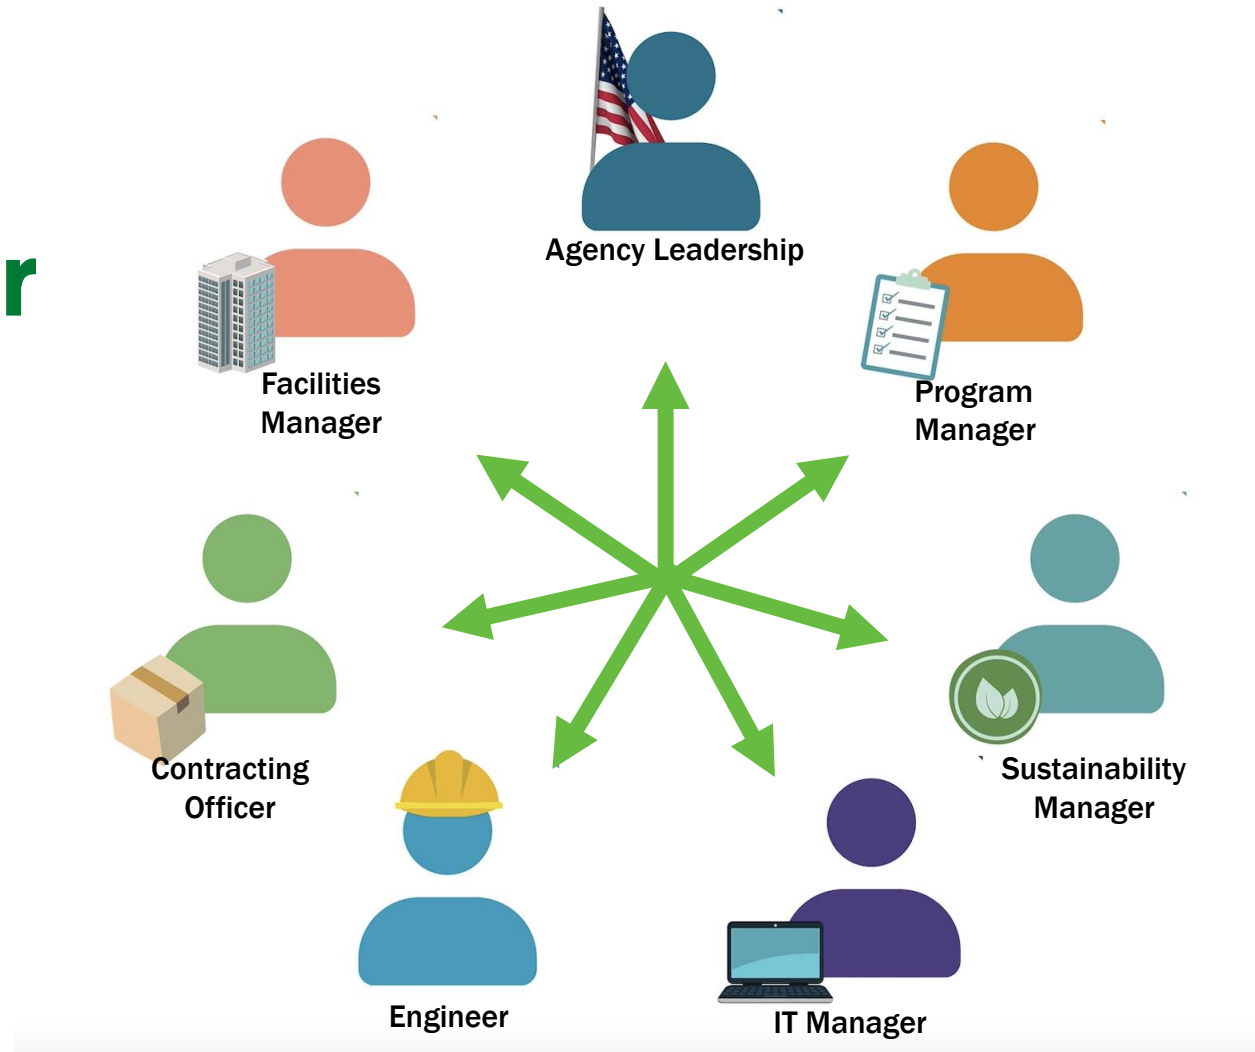 r
Agency Leadership
Facilities
Manager
Program
Manager
Contracting
Officer
Sustainability
Manager
Engineer
IT Manager